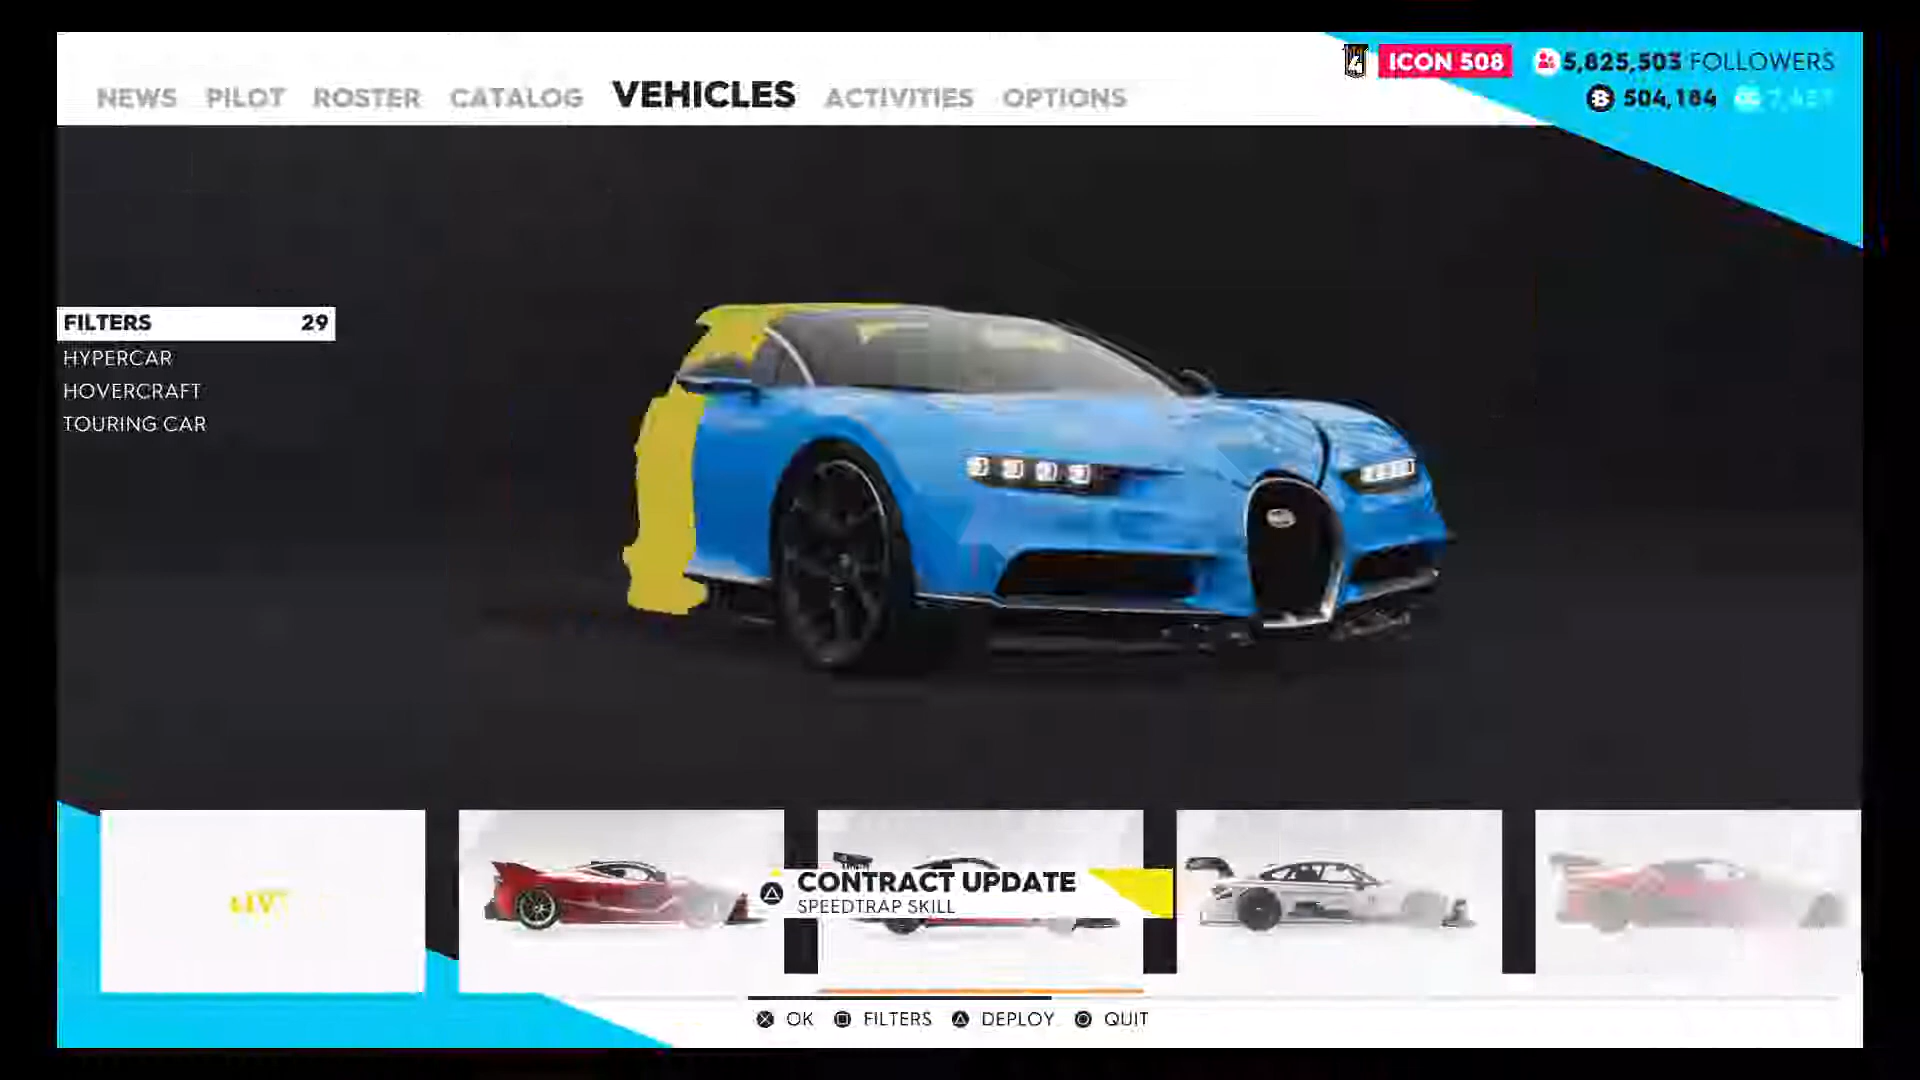 4 ICON 508 5,825,503 FOLLOWERS
504,184
NEWS PILOT ROSTER CATALOG VEHICLES ACTIVITIES OPTIONS
FILTERS 29
HYPERCAR
HOVERCRAFT
TOURING CAR
CONTRACT UPDATE
SPEEDTRAP SKILL
OK FILTERS DEPLOY QUIT